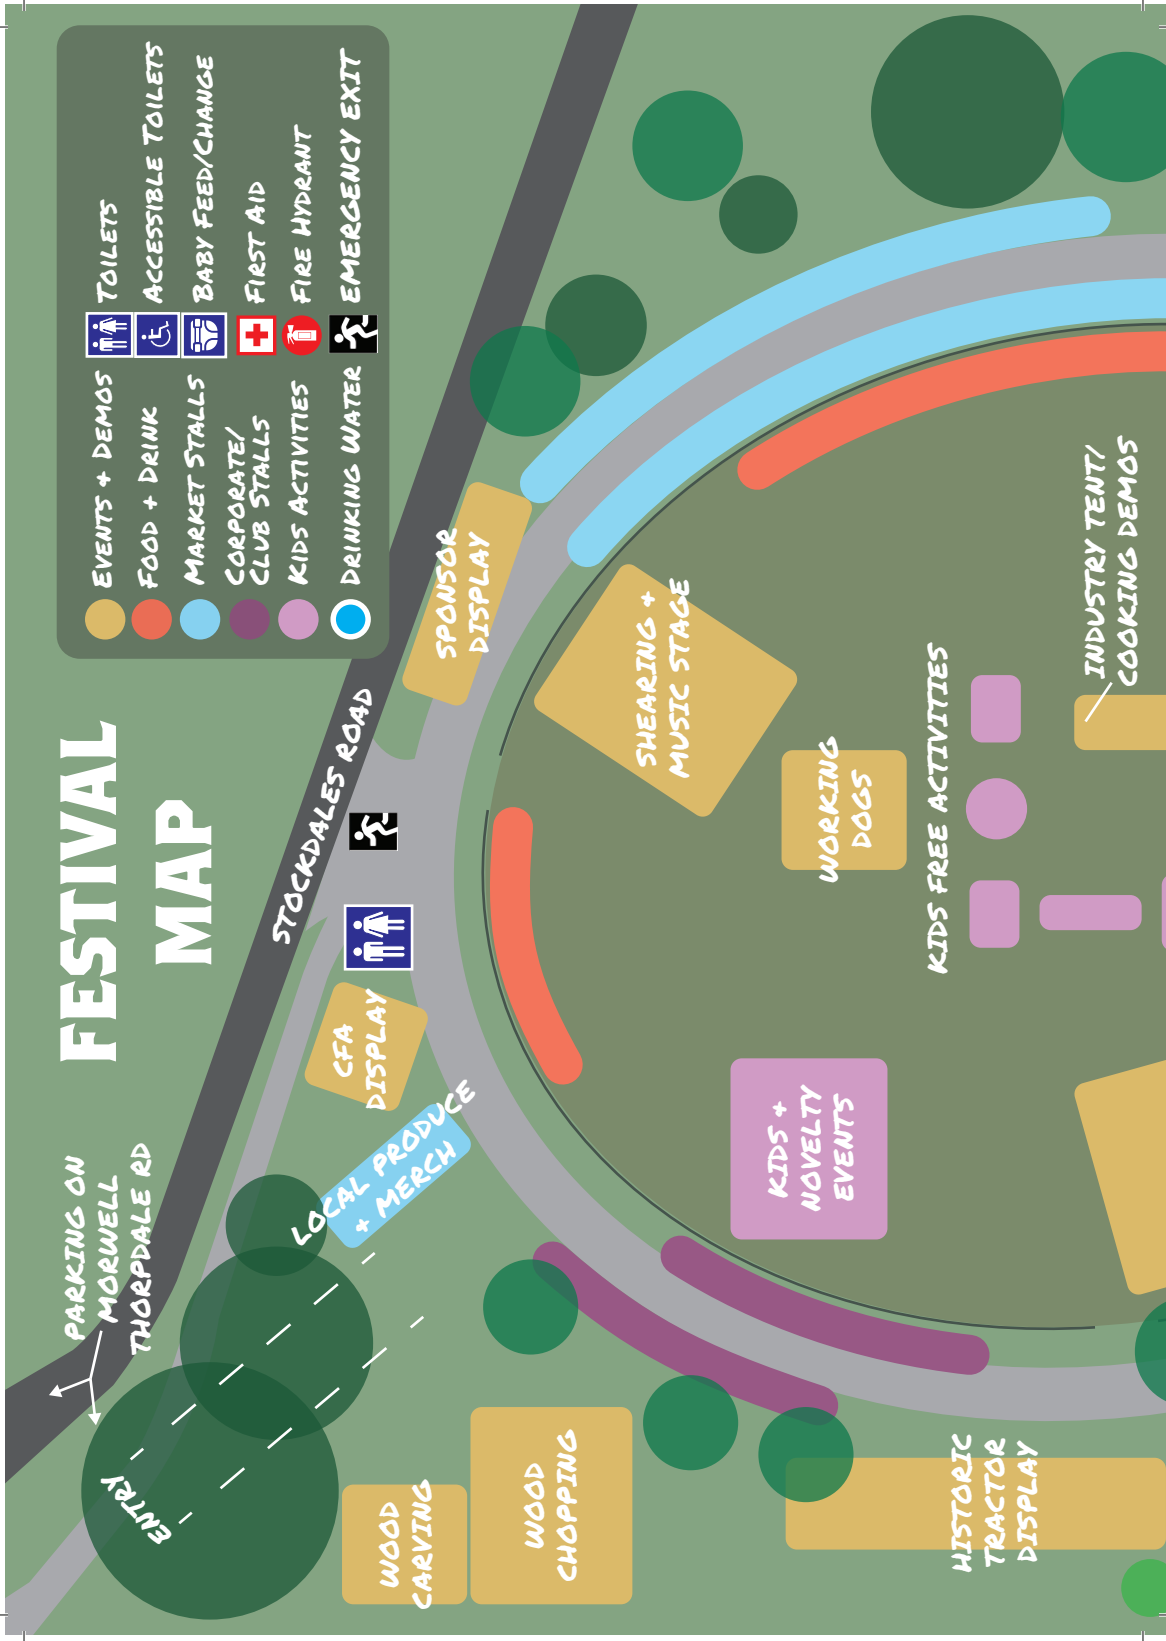 FESTIVAL
MAP
EVENTS + DEMOS
FOOD + DRINK
MARKET STALLS
CORPORATE/
CLUB STALLS
KIDS ACTIVITIES
DRINKING WATER
TOILETS
ACCESSIBLE TOILETS
BABY FEED/CHANGE
FIRST AID
FIRE HYDRANT
EMERGENCY EXIT
PARKING ON
MORWELL
THORPDALE RD
STOCKDALES ROAD
ENTRY
LOCAL PRODUCE
+ MERCH
CFA
DISPLAY
SPONSOR
DISPLAY
WOOD
CARVING
WOOD
CHOPPING
SHEARING +
MUSIC STAGE
KIDS +
NOVELTY
EVENTS
WORKING
DOGS
KIDS FREE ACTIVITIES
HISTORIC
TRACTOR
DISPLAY
INDUSTRY TENT/
COOKING DEMOS